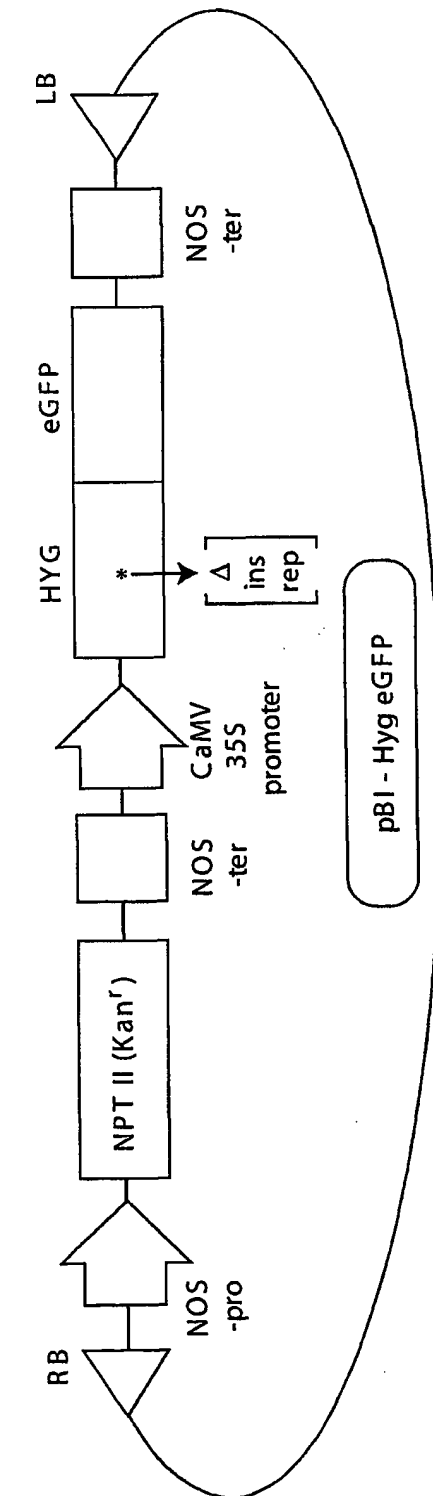 RB
NOS
-pro
NPT II (Kanʳ)
NOS
-ter
CaMV
35S
promoter
HYG
eGFP
*
Δ
ins
rep
NOS
-ter
LB
pBI - Hyg eGFP